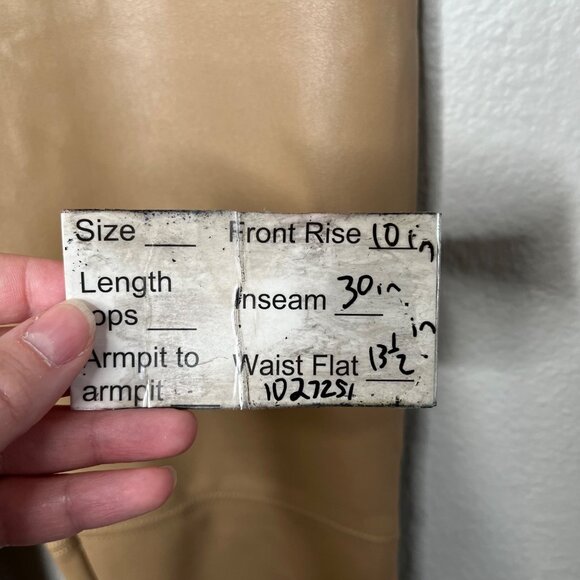 Size ___ Front Rise 10 in
Length
ops ___ Inseam 30 in.
Armpit to Waist Flat 13 1/2 in.
armpit 1027251